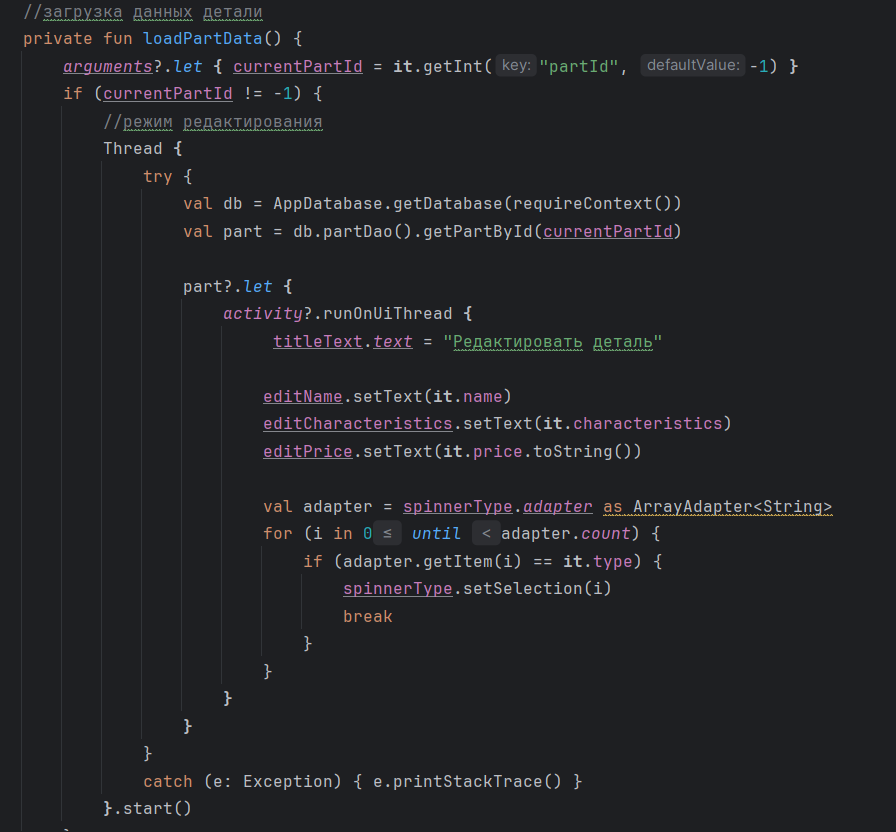 //загрузка данных детали
private fun loadPartData() {
    arguments?.let { currentPartId = it.getInt( key: "partId", defaultValue: -1) }
    if (currentPartId != -1) {
        //режим редактирования
        Thread {
            try {
                val db = AppDatabase.getDatabase(requireContext())
                val part = db.partDao().getPartById(currentPartId)

                part?.let {
                    activity?.runOnUiThread {
                         titleText.text = "Редактировать деталь"

                        editName.setText(it.name)
                        editCharacteristics.setText(it.characteristics)
                        editPrice.setText(it.price.toString())

                        val adapter = spinnerType.adapter as ArrayAdapter<String>
                        for (i in 0 ≤ until < adapter.count) {
                            if (adapter.getItem(i) == it.type) {
                                spinnerType.setSelection(i)
                                break
                            }
                        }
                    }
                }
            }
            catch (e: Exception) { e.printStackTrace() }
        }.start()